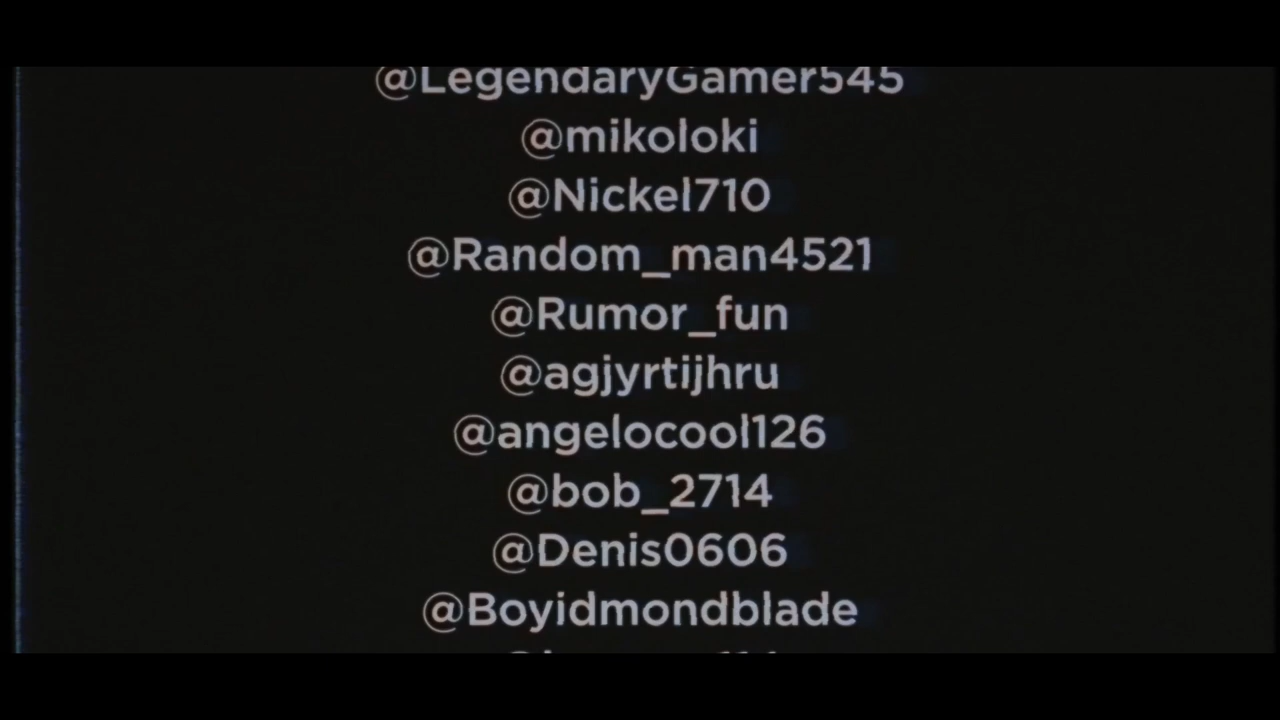 @LegendaryGamer545
@mikoloki
@Nickel710
@Random_man4521
@Rumor_fun
@agjyrtijhru
@angelocool126
@bob_2714
@Denis0606
@Boyidmondblade